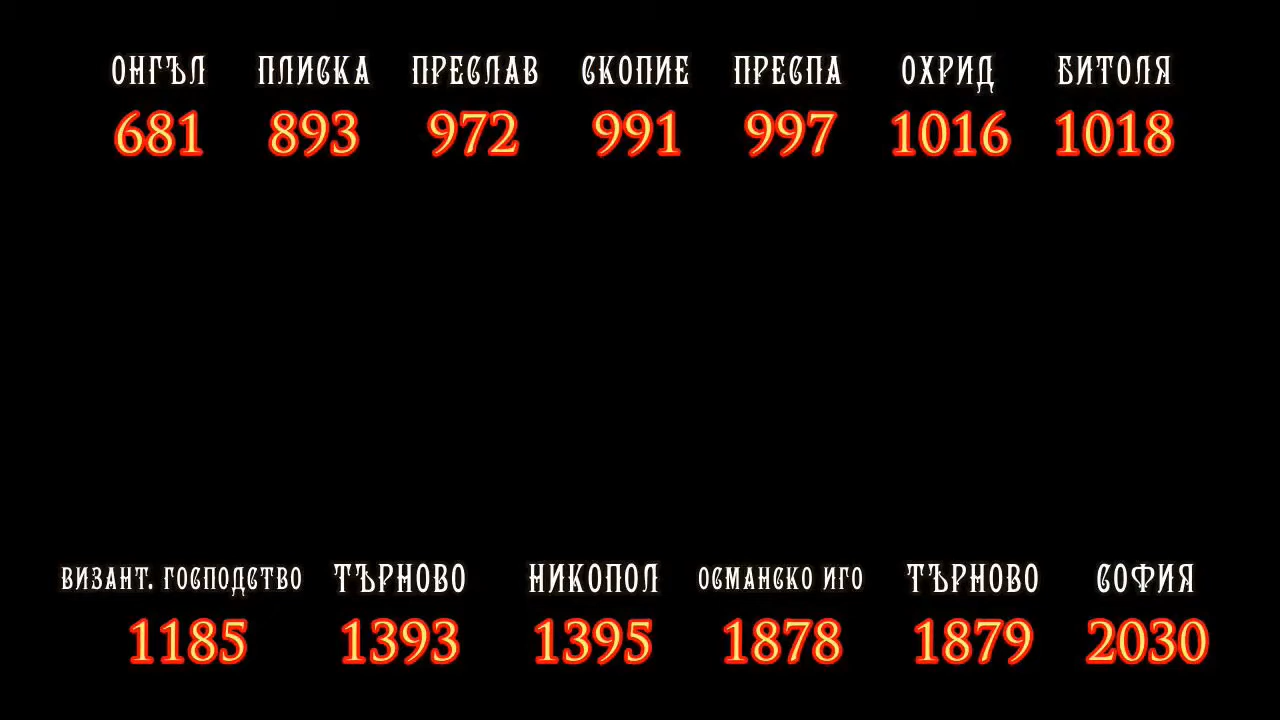 ОНГЪЛ ПЛИСКА ПРЕСЛАВ СКОПИЕ ПРЕСПА ОХРИД БИТОЛЯ
681 893 972 991 997 1016 1018
ВИЗАНТ. ГОСПОДСТВО ТЪРНОВО НИКОПОЛ ОСМАНСКО ИГО ТЪРНОВО СОФИЯ
1185 1393 1395 1878 1879 2030